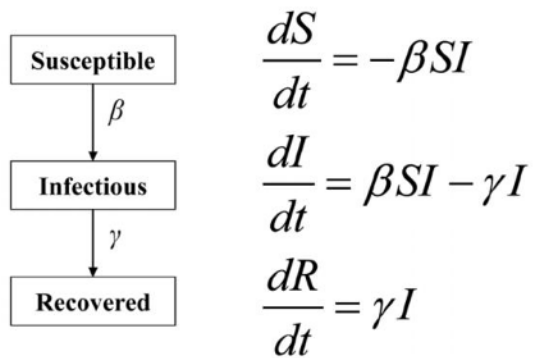 Susceptible
β
Infectious
γ
Recovered
dS/dt = -βSI
dI/dt = βSI - γI
dR/dt = γI